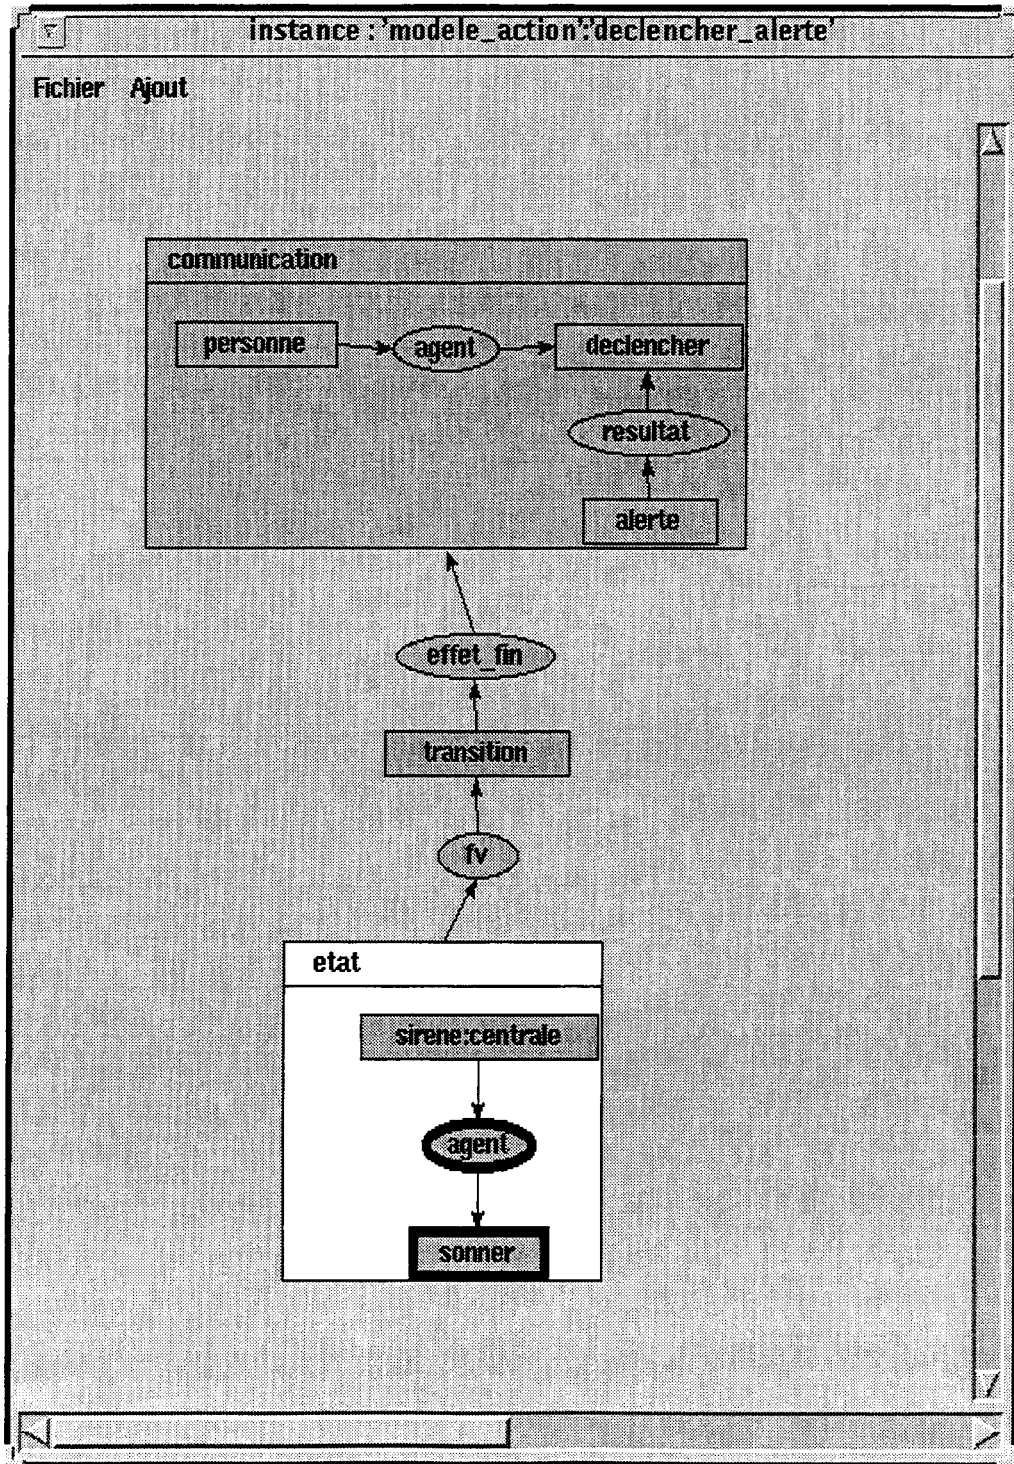 instance : 'modele_action':'declencher_alerte'
Fichier Ajout
communication
personne agent declencher
resultat
alerte
effet_fin
transition
fv
etat
sirene:centrale
agent
sonner